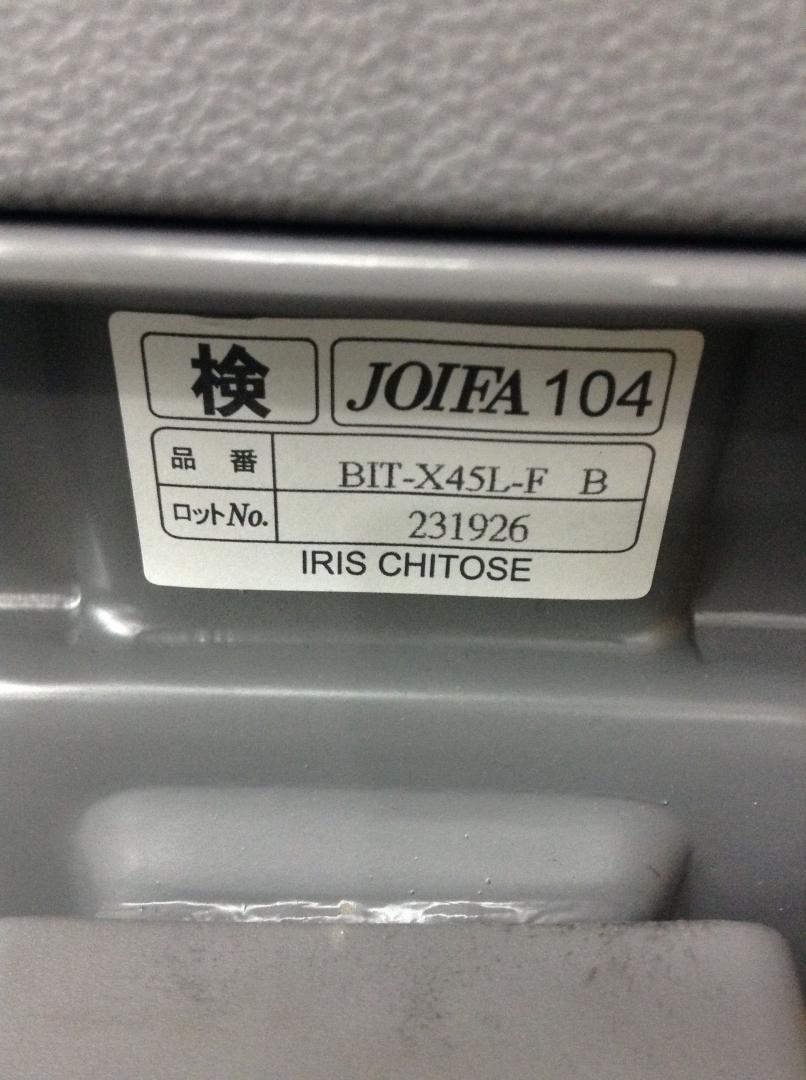 検 JOIFA 104
品 番 BIT-X45L-F B
ロットNo. 231926
IRIS CHITOSE